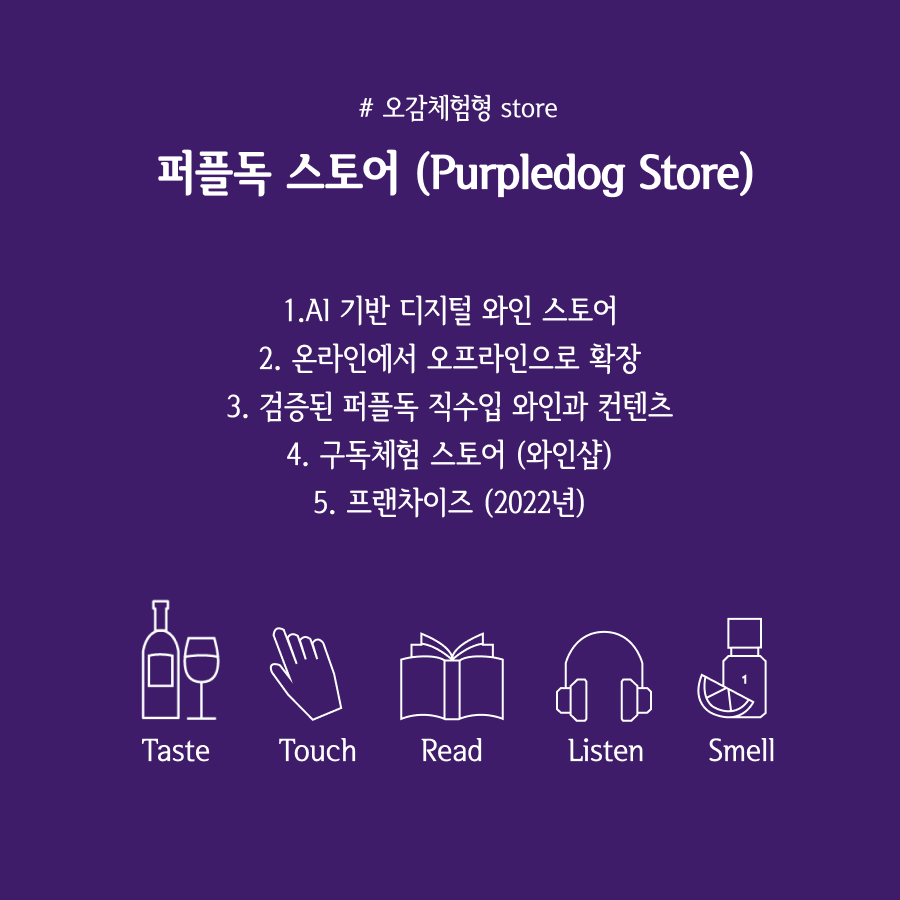 # 오감체험형 store
퍼플독 스토어 (Purpledog Store)
1.AI 기반 디지털 와인 스토어
2. 온라인에서 오프라인으로 확장
3. 검증된 퍼플독 직수입 와인과 컨텐츠
4. 구독체험 스토어 (와인샵)
5. 프랜차이즈 (2022년)
1
Taste Touch Read Listen Smell